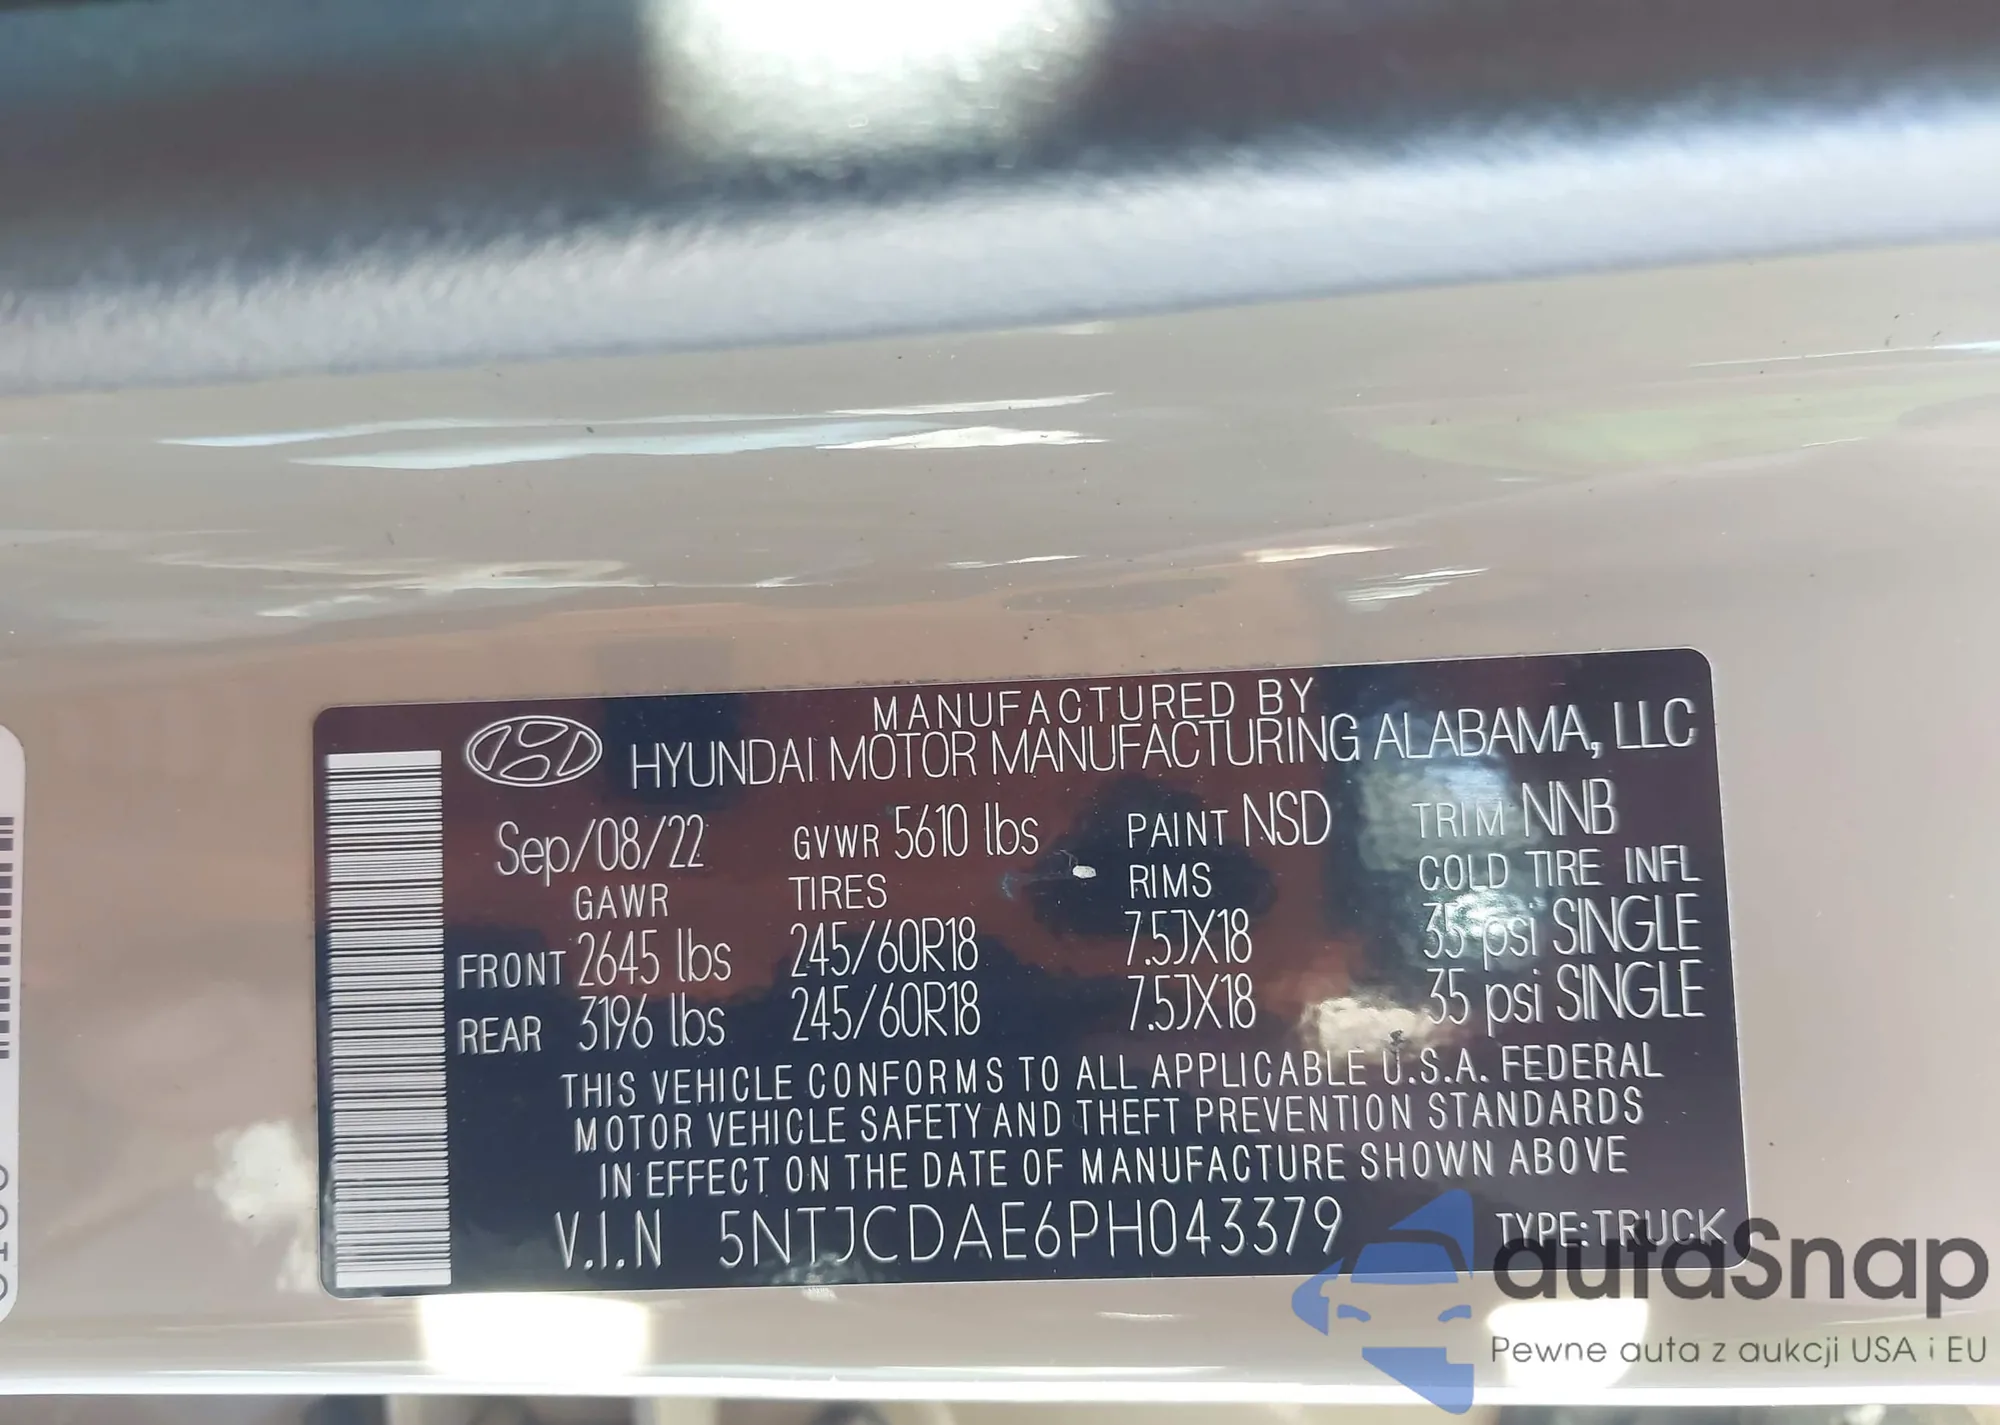 MANUFACTURED BY
HYUNDAI MOTOR MANUFACTURING ALABAMA, LLC
Sep/08/22 GVWR 5610 lbs PAINT NSD TRIM NNB
GAWR TIRES RIMS COLD TIRE INFL
FRONT 2645 lbs 245/60R18 7.5JX18 35 psi SINGLE
REAR 3196 lbs 245/60R18 7.5JX18 35 psi SINGLE
THIS VEHICLE CONFORMS TO ALL APPLICABLE U.S.A. FEDERAL
MOTOR VEHICLE SAFETY AND THEFT PREVENTION STANDARDS
IN EFFECT ON THE DATE OF MANUFACTURE SHOWN ABOVE
V.I.N 5NTJCDAE6PH043379 TYPE:TRUCK
autaSnap
Pewne auta z aukcji USA i EU